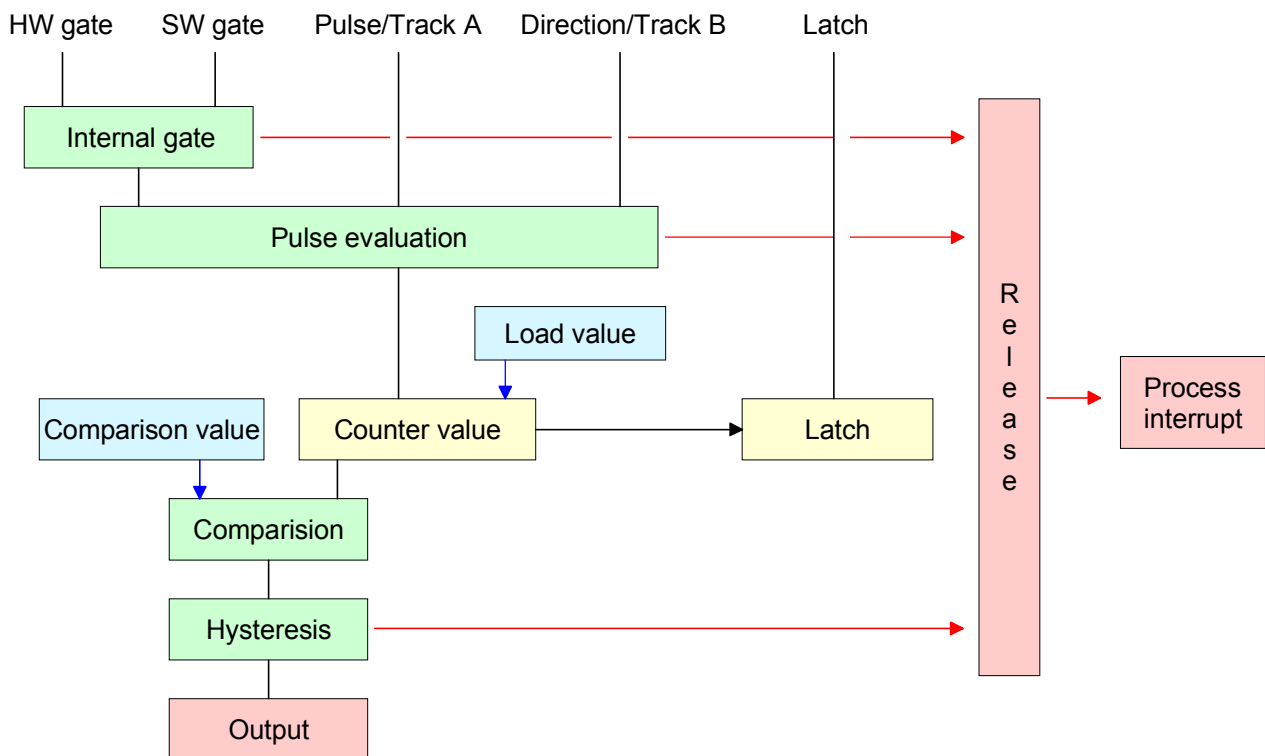 HW gate
SW gate
Pulse/Track A
Direction/Track B
Latch
Internal gate
Pulse evaluation
Load value
Comparison value
Counter value
Latch
Release
Process
interrupt
Comparision
Hysteresis
Output